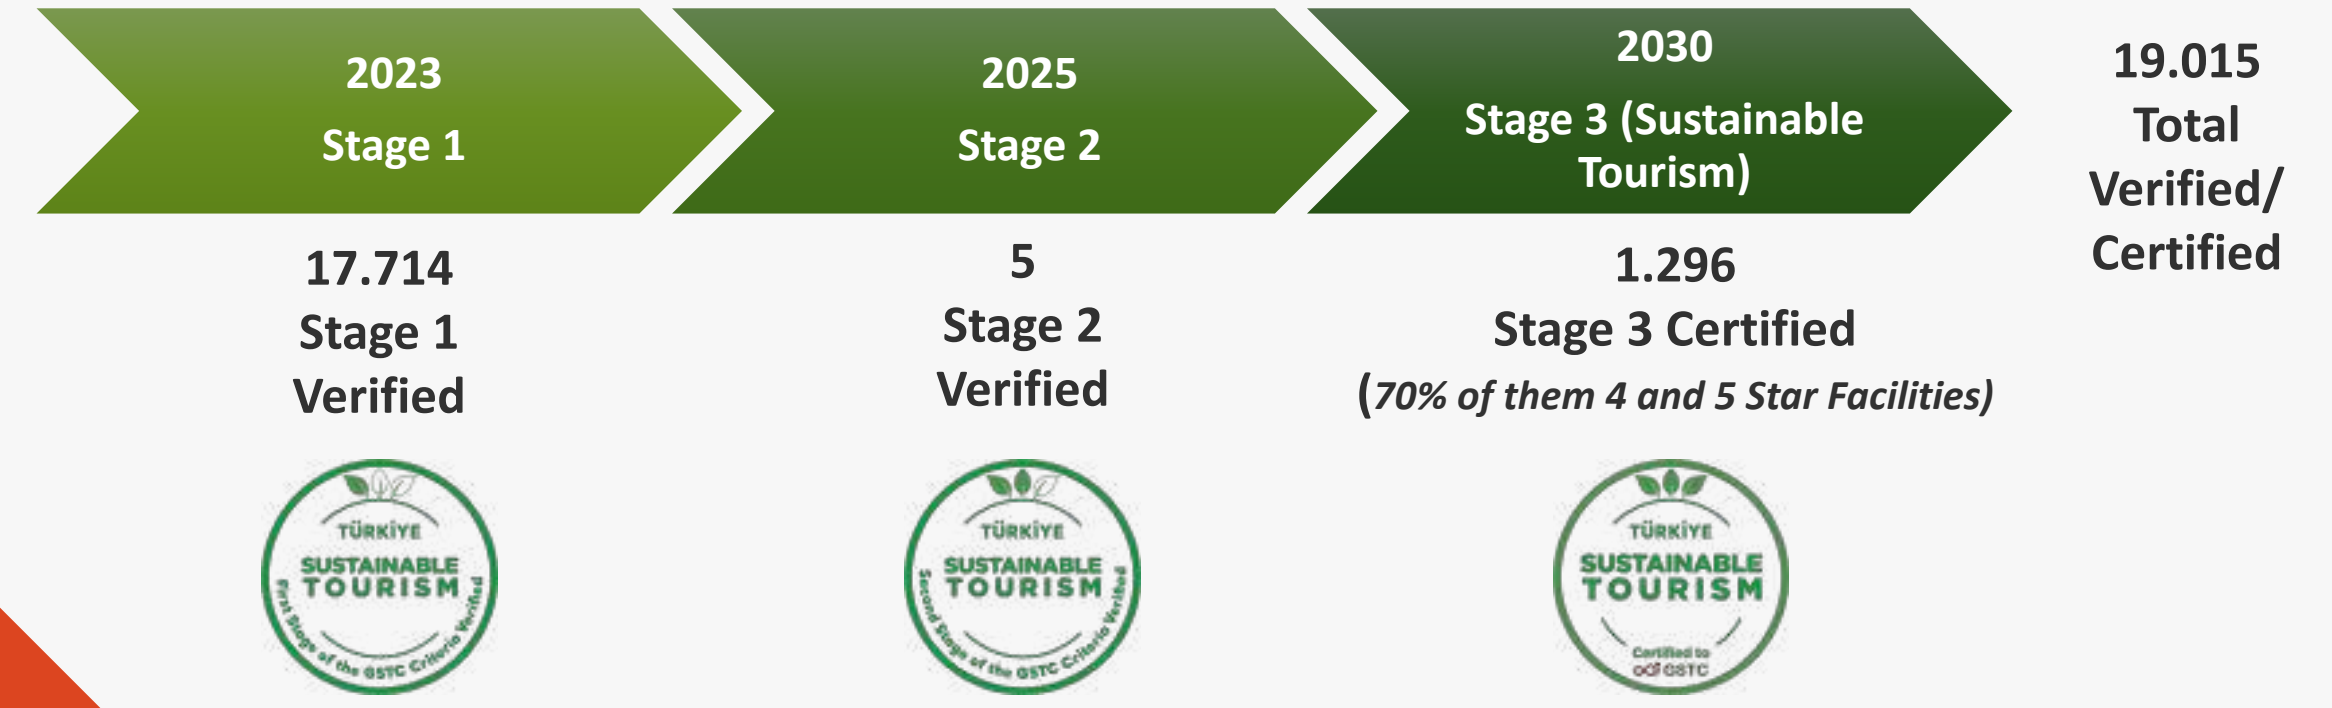 2023
Stage 1
2025
Stage 2
2030
Stage 3 (Sustainable
Tourism)
19.015
Total
Verified/
Certified
17.714
Stage 1
Verified
5
Stage 2
Verified
1.296
Stage 3 Certified
(70% of them 4 and 5 Star Facilities)
TÜRKİYE
SUSTAINABLE
TOURISM
First Stage of the GSTC Criteria Verified
TÜRKİYE
SUSTAINABLE
TOURISM
Second Stage of the GSTC Criteria Verified
TÜRKİYE
SUSTAINABLE
TOURISM
Certified to
GSTC